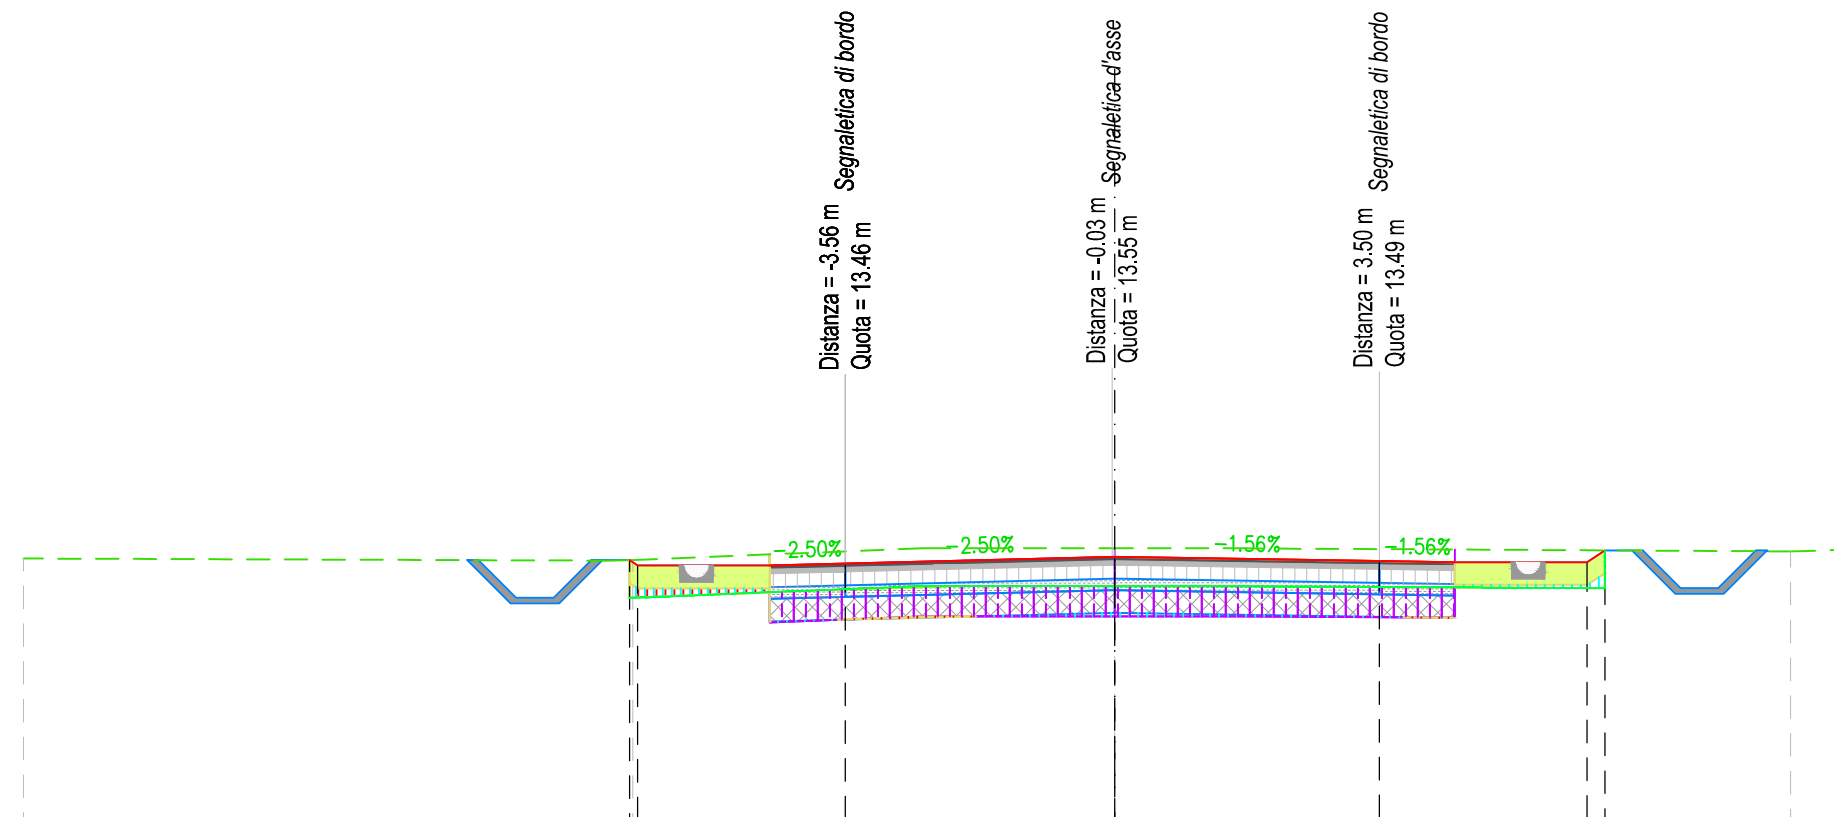 Segnaletica di bordo
Distanza = -3.56 m
Quota = 13.46 m
Segnaletica d'asse
Distanza = -0.03 m
Quota = 13.55 m
Segnaletica di bordo
Distanza = 3.50 m
Quota = 13.49 m
-2.50%
-2.50%
-1.56%
-1.56%